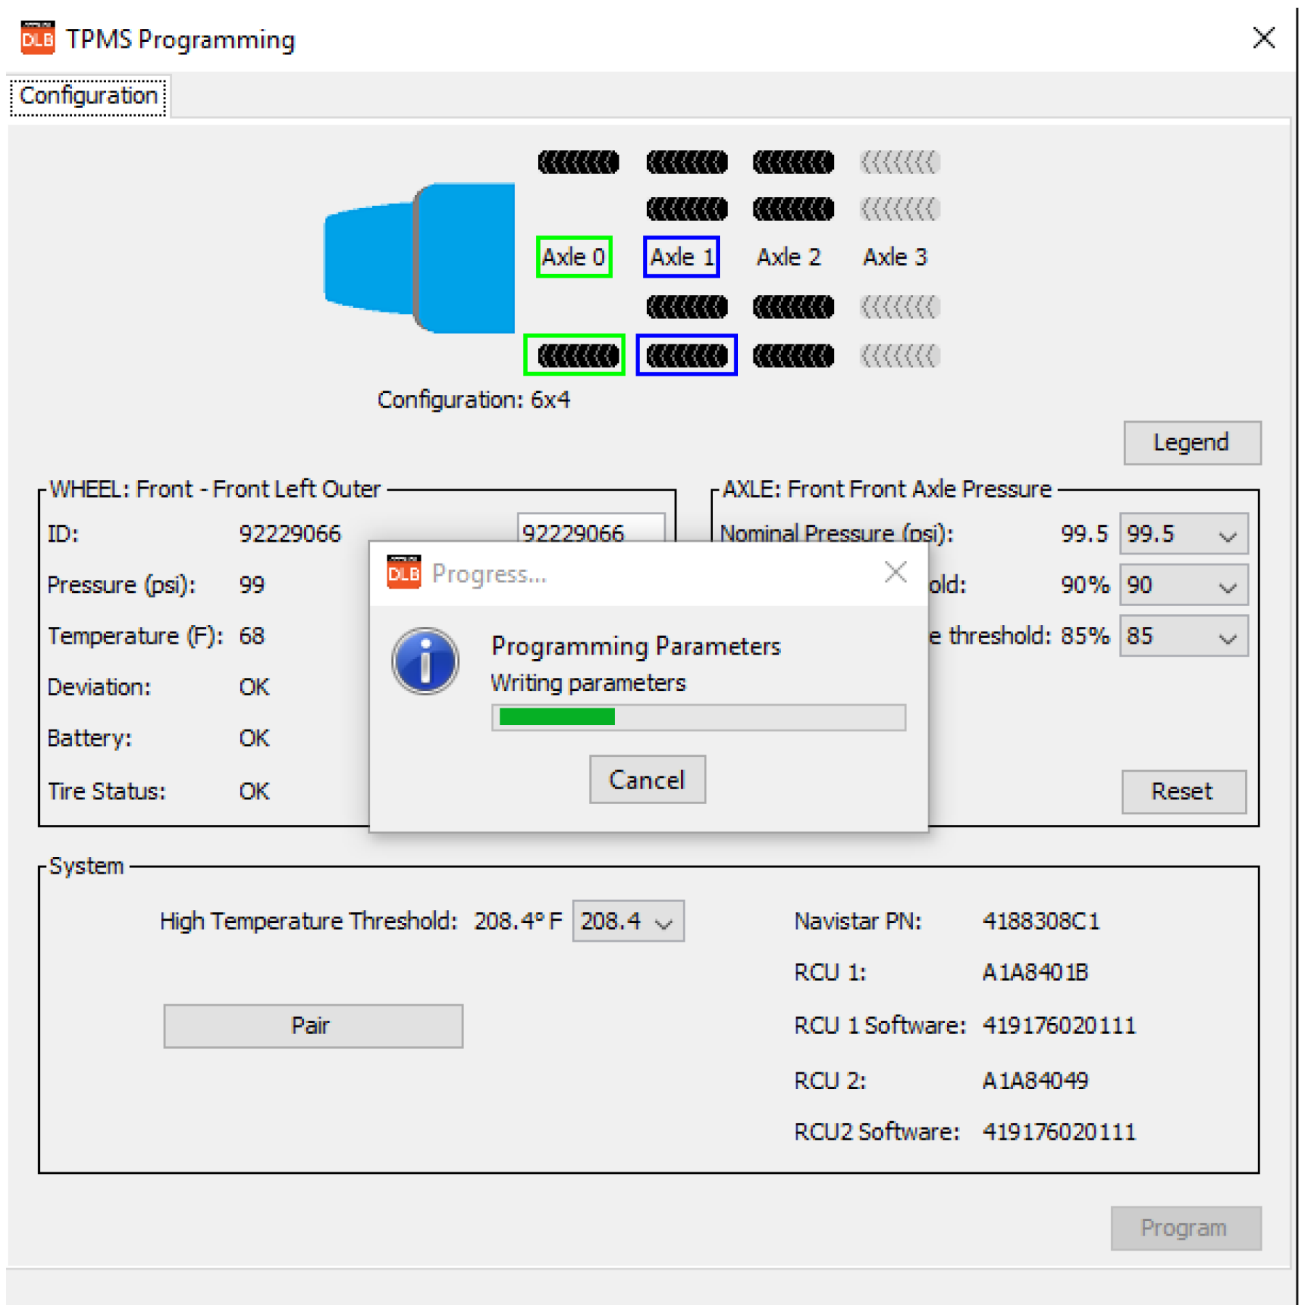 DLB TPMS Programming
Configuration
Axle 0 Axle 1 Axle 2 Axle 3
Configuration: 6x4
Legend
WHEEL: Front - Front Left Outer
ID: 92229066 92229066
Pressure (psi): 99
Temperature (F): 68
Deviation: OK
Battery: OK
Tire Status: OK
AXLE: Front Front Axle Pressure
Nominal Pressure (psi): 99.5 99.5
old: 90% 90
e threshold: 85% 85
Reset
DLB Progress...
Programming Parameters
Writing parameters
Cancel
System
High Temperature Threshold: 208.4° F 208.4
Pair
Navistar PN: 4188308C1
RCU 1: A1A8401B
RCU 1 Software: 419176020111
RCU 2: A1A84049
RCU2 Software: 419176020111
Program